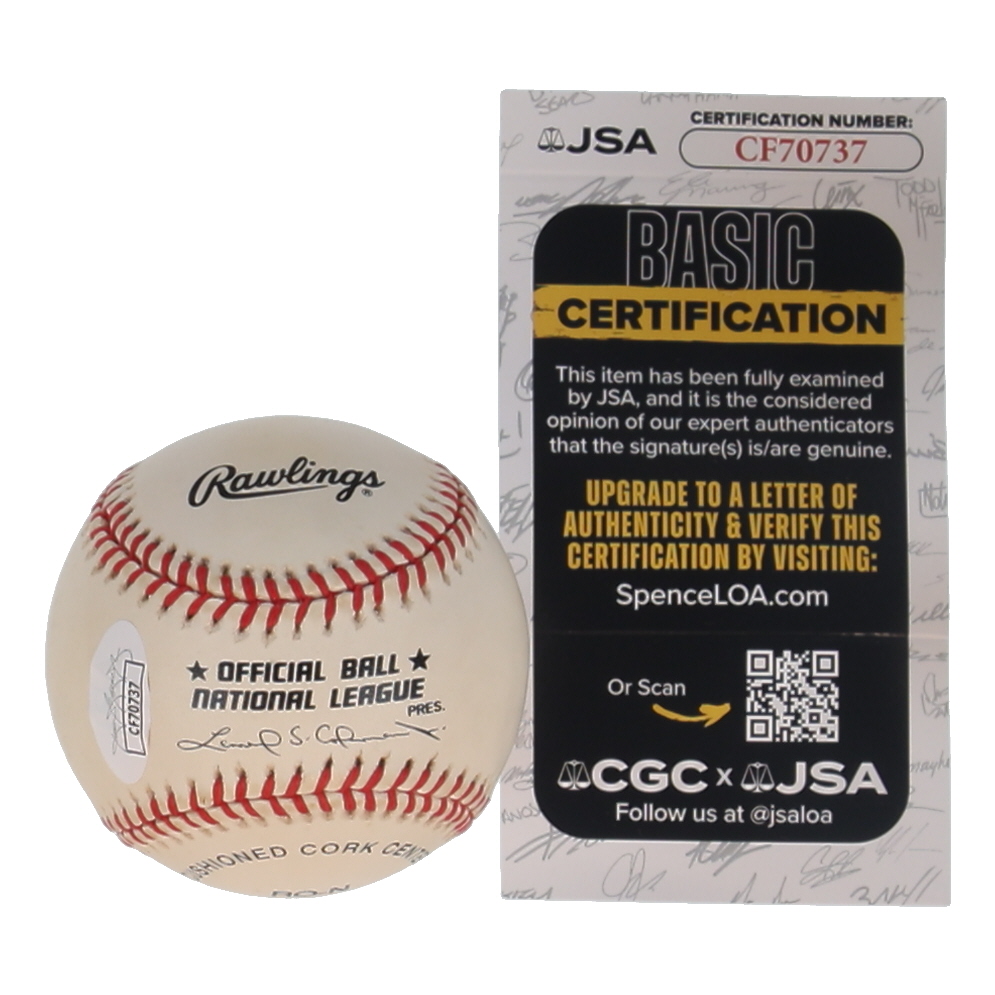 JSA
CERTIFICATION NUMBER:
CF70737
BASIC
CERTIFICATION
This item has been fully examined
by JSA, and it is the considered
opinion of our expert authenticators
that the signature(s) is/are genuine.
UPGRADE TO A LETTER OF
AUTHENTICITY & VERIFY THIS
CERTIFICATION BY VISITING:
SpenceLOA.com
Or Scan
CGC x JSA
Follow us at @jsaloa
Rawlings®
★ OFFICIAL BALL ★
NATIONAL LEAGUE
PRES.
CF70737
CORK
RO-N